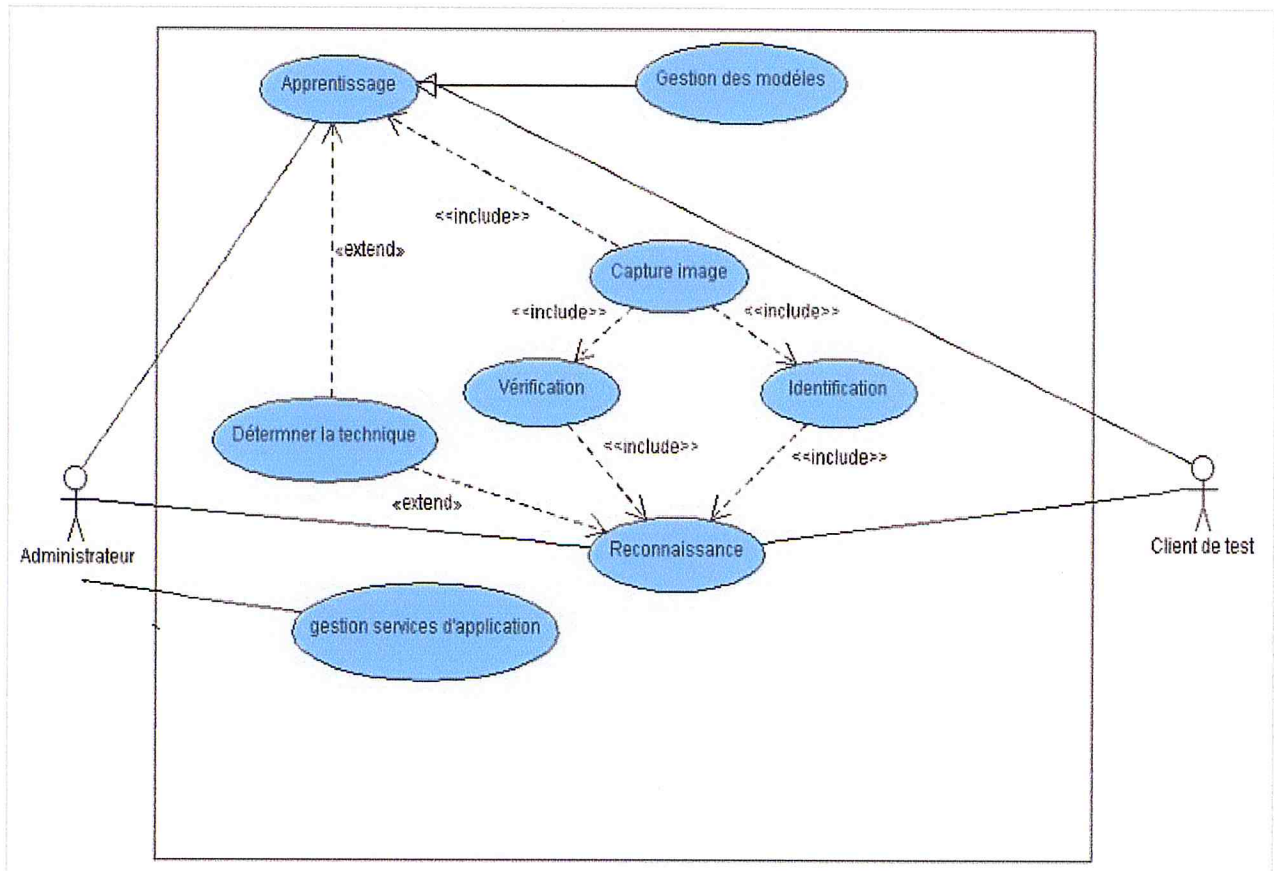 Apprentissage
Gestion des modéles
<<include>>
«extend»
Capture image
<<include>>
<<include>>
Vérification
Identification
Détermner la technique
<<include>>
<<include>>
«extend»
Reconnaissance
Administrateur
Client de test
gestion services d'application